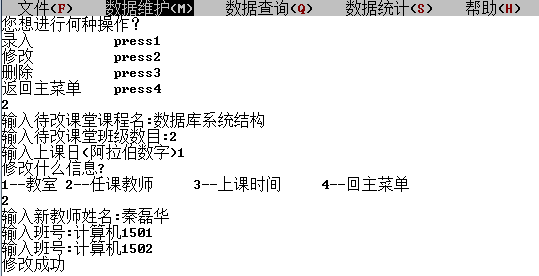 文件(F) 数据维护(M) 数据查询(Q) 数据统计(S) 帮助(H)
您想进行何种操作？
录入 press1
修改 press2
删除 press3
返回主菜单 press4
2
输入待改课堂课程名:数据库系统结构
输入待改课堂班级数目:2
输入上课日(阿拉伯数字)1
修改什么信息?
1--教室 2--任课教师 3--上课时间 4--回主菜单
2
输入新教师姓名:秦磊华
输入班号:计算机1501
输入班号:计算机1502
修改成功